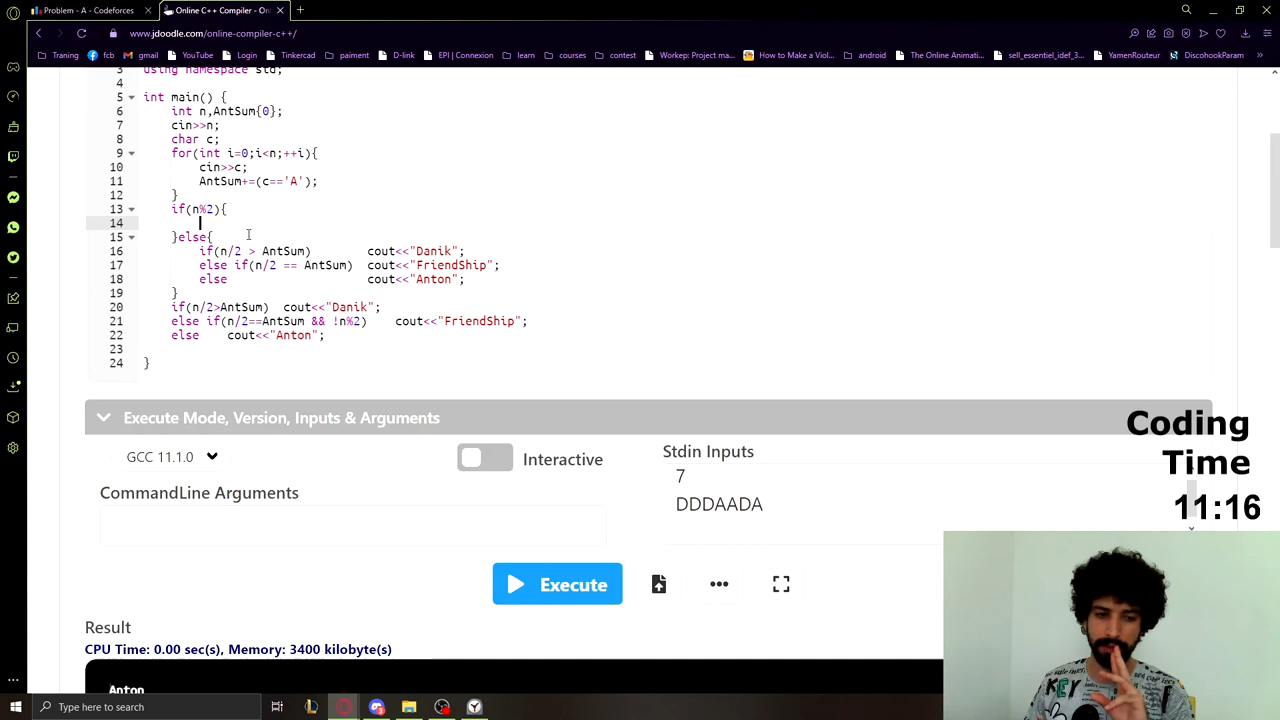 Problem - A - Codeforces
Online C++ Compiler - Onlin
www.jdoodle.com/online-compiler-c++/
Traning
fcb
gmail
YouTube
Login
Tinkercad
paiment
D-link
EPI | Connexion
learn
courses
contest
Workep: Project ma...
How to Make a Viol...
android
The Online Animati...
sell_essentiel_idef_3...
YamenRouteur
DiscohookParam
3 using namespace std;
4
5 int main() {
6 int n,AntSum{0};
7 cin>>n;
8 char c;
9 for(int i=0;i<n;++i){
10 cin>>c;
11 AntSum+=(c=='A');
12 }
13 if(n%2){
14
15 }else{
16 if(n/2 > AntSum) cout<<"Danik";
17 else if(n/2 == AntSum) cout<<"FriendShip";
18 else cout<<"Anton";
19 }
20 if(n/2>AntSum) cout<<"Danik";
21 else if(n/2==AntSum && !n%2) cout<<"FriendShip";
22 else cout<<"Anton";
23
24 }
Execute Mode, Version, Inputs & Arguments
GCC 11.1.0
Interactive
Stdin Inputs
7
DDDAADA
CommandLine Arguments
Execute
Coding
Time
11:16
Result
CPU Time: 0.00 sec(s), Memory: 3400 kilobyte(s)
Anton
KEY
Type here to search